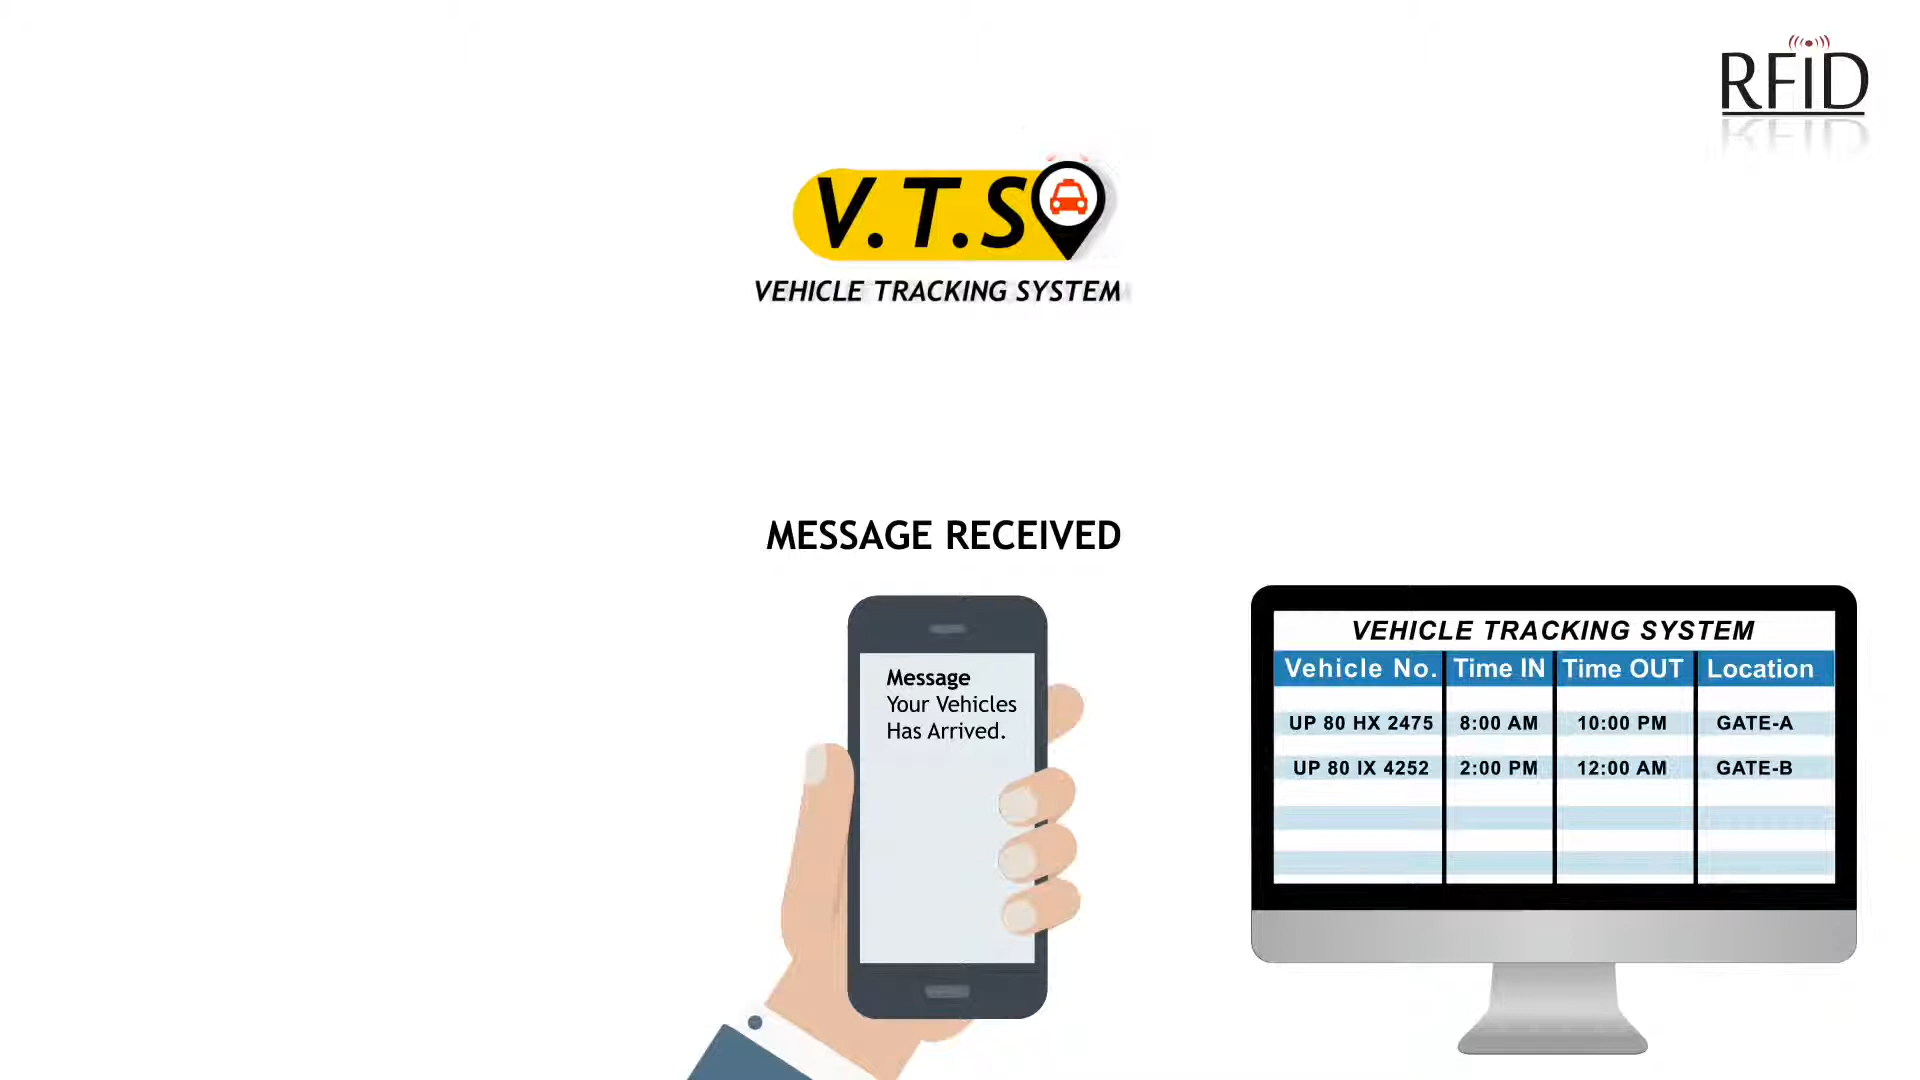 RFiD
V.T.S
VEHICLE TRACKING SYSTEM
MESSAGE RECEIVED
Message
Your Vehicles
Has Arrived.
VEHICLE TRACKING SYSTEM
Vehicle No. Time IN Time OUT Location
UP 80 HX 2475 8:00 AM 10:00 PM GATE-A
UP 80 IX 4252 2:00 PM 12:00 AM GATE-B